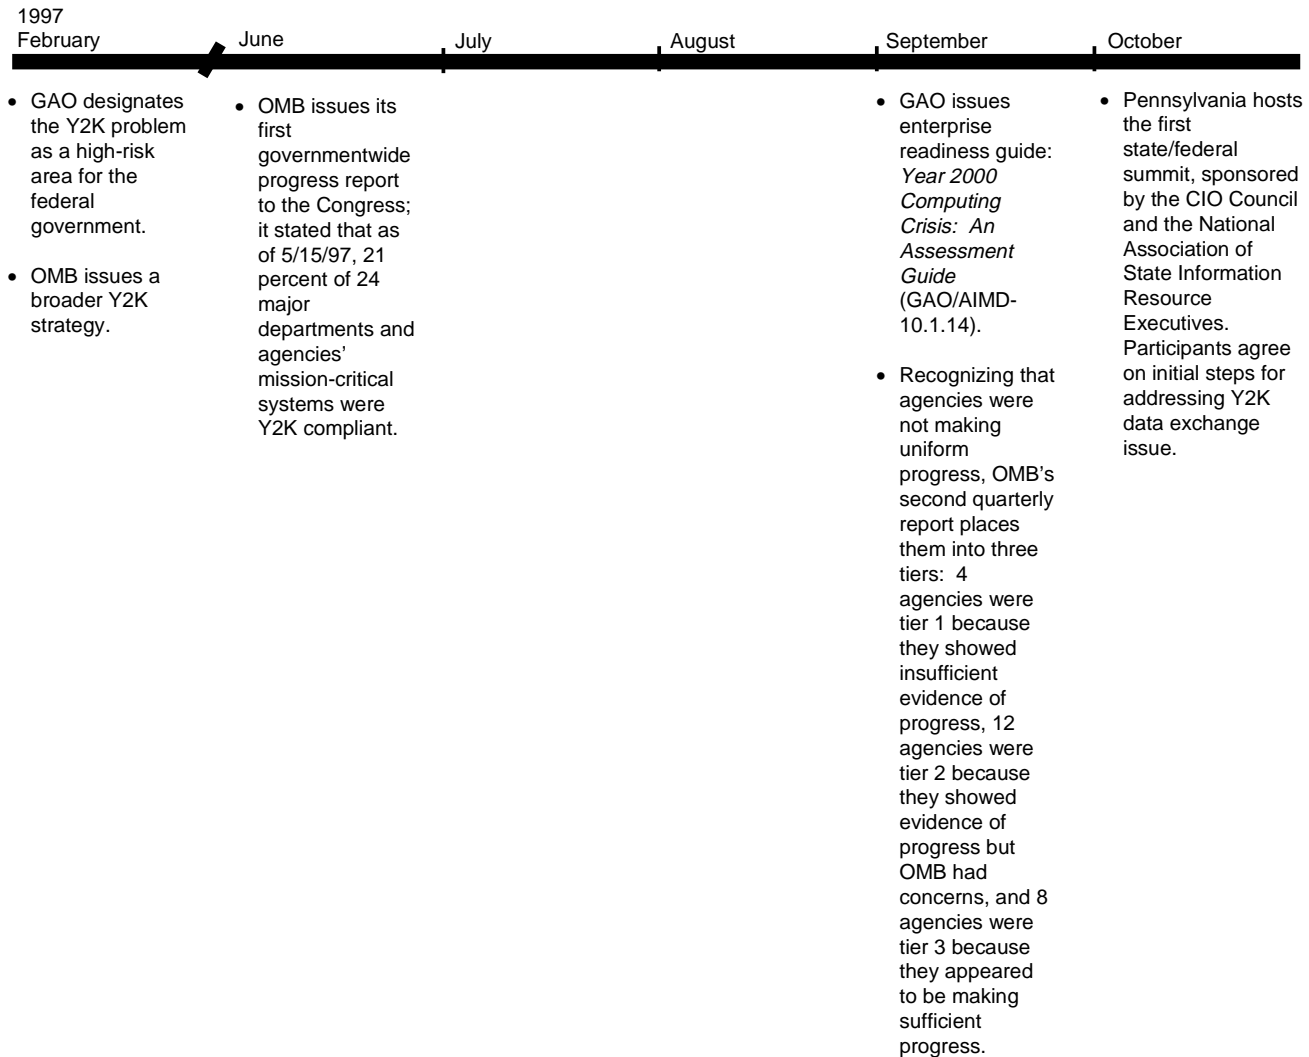 1997
February
June
July
August
September
October
• GAO designates
the Y2K problem
as a high-risk
area for the
federal
government.
• OMB issues a
broader Y2K
strategy.
• OMB issues its
first
governmentwide
progress report
to the Congress;
it stated that as
of 5/15/97, 21
percent of 24
major
departments and
agencies’
mission-critical
systems were
Y2K compliant.
• GAO issues
enterprise
readiness guide:
Year 2000
Computing
Crisis: An
Assessment
Guide
(GAO/AIMD-
10.1.14).
• Recognizing that
agencies were
not making
uniform
progress, OMB’s
second quarterly
report places
them into three
tiers: 4
agencies were
tier 1 because
they showed
insufficient
evidence of
progress, 12
agencies were
tier 2 because
they showed
evidence of
progress but
OMB had
concerns, and 8
agencies were
tier 3 because
they appeared
to be making
sufficient
progress.
• Pennsylvania hosts
the first
state/federal
summit, sponsored
by the CIO Council
and the National
Association of
State Information
Resource
Executives.
Participants agree
on initial steps for
addressing Y2K
data exchange
issue.